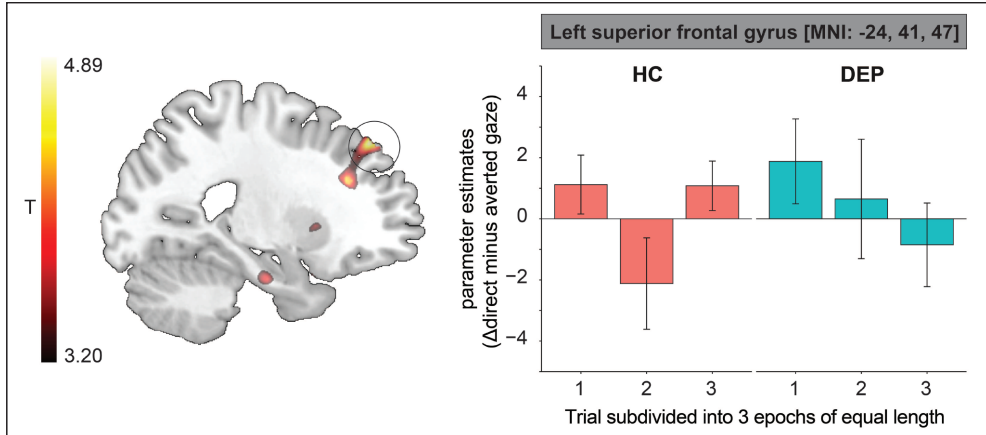 4.89
T
3.20
Left superior frontal gyrus [MNI: -24, 41, 47]
HC
DEP
parameter estimates
(Δdirect minus averted gaze)
4
2
0
−2
−4
1 2 3 1 2 3
Trial subdivided into 3 epochs of equal length